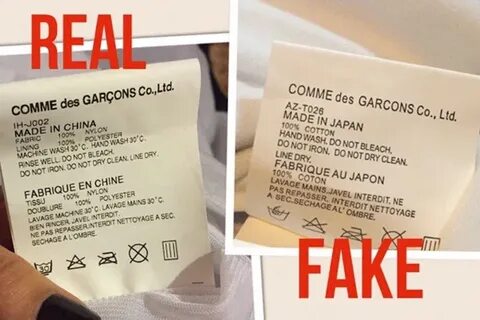 REAL
COMME des GARÇONS Co., Ltd.
IH-J002
MADE IN CHINA
FABRIC 100% NYLON
LINING 100% POLYESTER
MACHINE WASH 30°C.
RINSE WELL. DO NOT BLEACH.
DO NOT IRON. DO NOT DRY CLEAN. LINE DRY.
FABRIQUE EN CHINE
TISSU 100% NYLON
DOUBLURE 100% POLYESTER
LAVAGE MACHINE 30°C. LAVAGE MAINS 30°C.
BIEN RINCER, JAVEL INTERDIT.
NE PAS REPASSER, INTERDIT NETTOYAGE A SEC.
SECHAGE A L'OMBRE.
COMME des GARÇONS Co., Ltd.
AZ-T026
MADE IN JAPAN
100% COTTON
HAND WASH. DO NOT BLEACH.
DO NOT IRON. DO NOT DRY CLEAN.
LINE DRY.
FABRIQUE AU JAPON
100% COTON
LAVAGE MAINS. JAVEL INTERDIT. NE
PAS REPASSER. INTERDIT NETTOYAGE
A SEC. SECHAGE A L' OMBRE.
FAKE